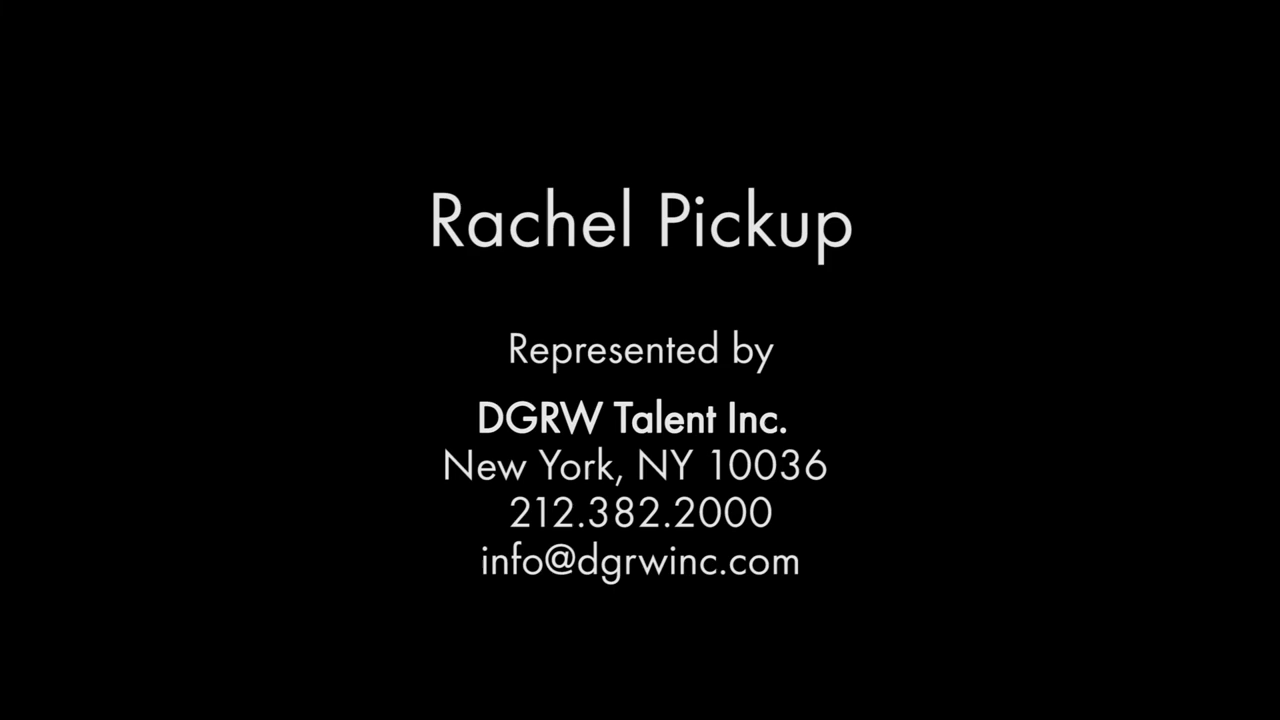 Rachel Pickup
Represented by
DGRW Talent Inc.
New York, NY 10036
212.382.2000
info@dgrwinc.com